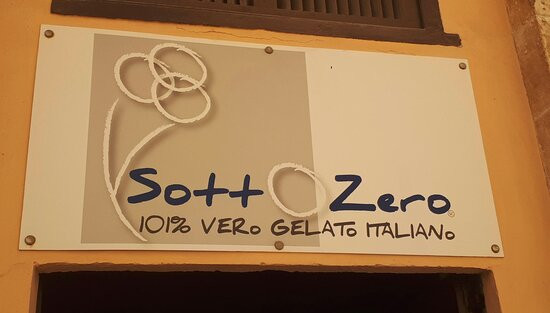 Sotto Zero ®
101% VERO GELATO ITALIANO